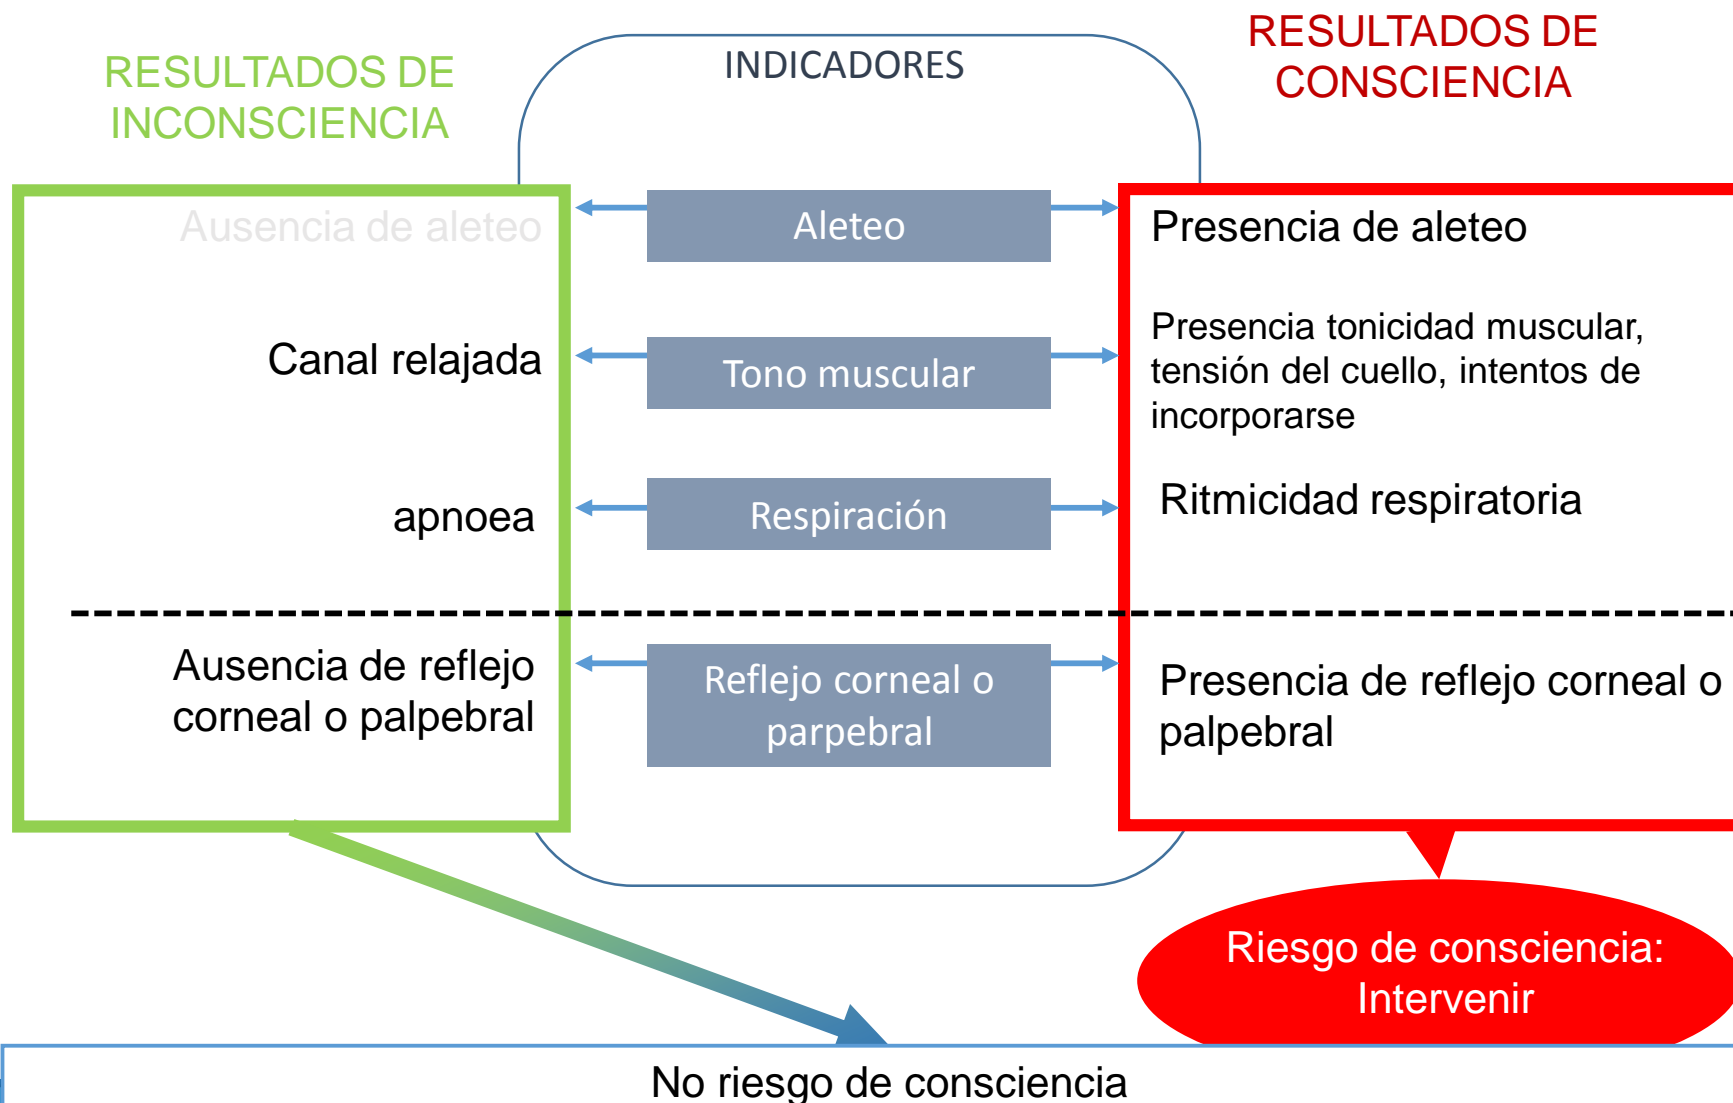 RESULTADOS DE
INCONSCIENCIA
INDICADORES
RESULTADOS DE
CONSCIENCIA
Ausencia de aleteo
Aleteo
Presencia de aleteo
Canal relajada
Tono muscular
Presencia tonicidad muscular,
tensión del cuello, intentos de
incorporarse
apnoea
Respiración
Ritmicidad respiratoria
Ausencia de reflejo
corneal o palpebral
Reflejo corneal o
parpebral
Presencia de reflejo corneal o
palpebral
Riesgo de consciencia:
Intervenir
No riesgo de consciencia